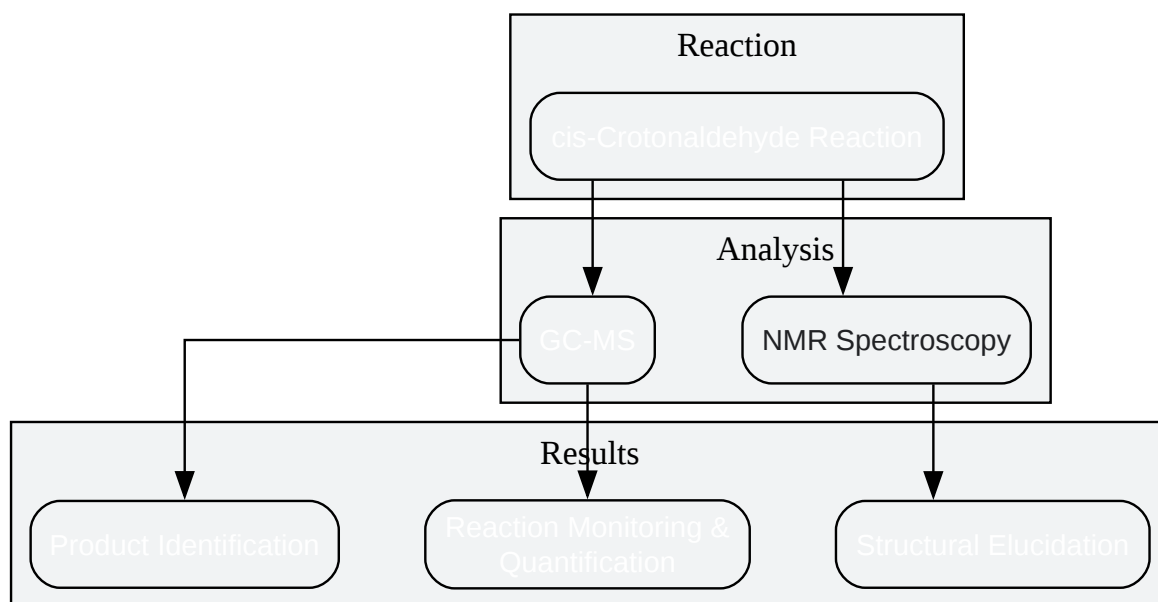 Reaction
cis-Crotonaldehyde Reaction
Analysis
GC-MS
NMR Spectroscopy
Results
Product Identification
Reaction Monitoring &
Quantification
Structural Elucidation